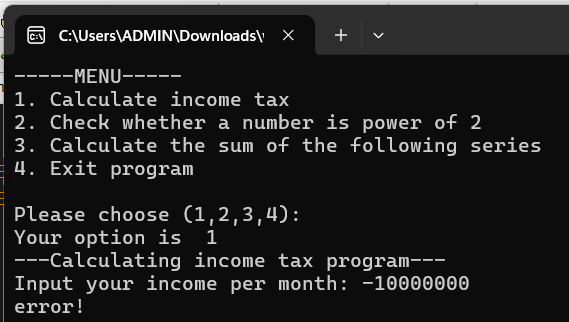 C:\Users\ADMIN\Downloads\
-----MENU-----
1. Calculate income tax
2. Check whether a number is power of 2
3. Calculate the sum of the following series
4. Exit program
Please choose (1,2,3,4):
Your option is  1
---Calculating income tax program---
Input your income per month: -10000000
error!